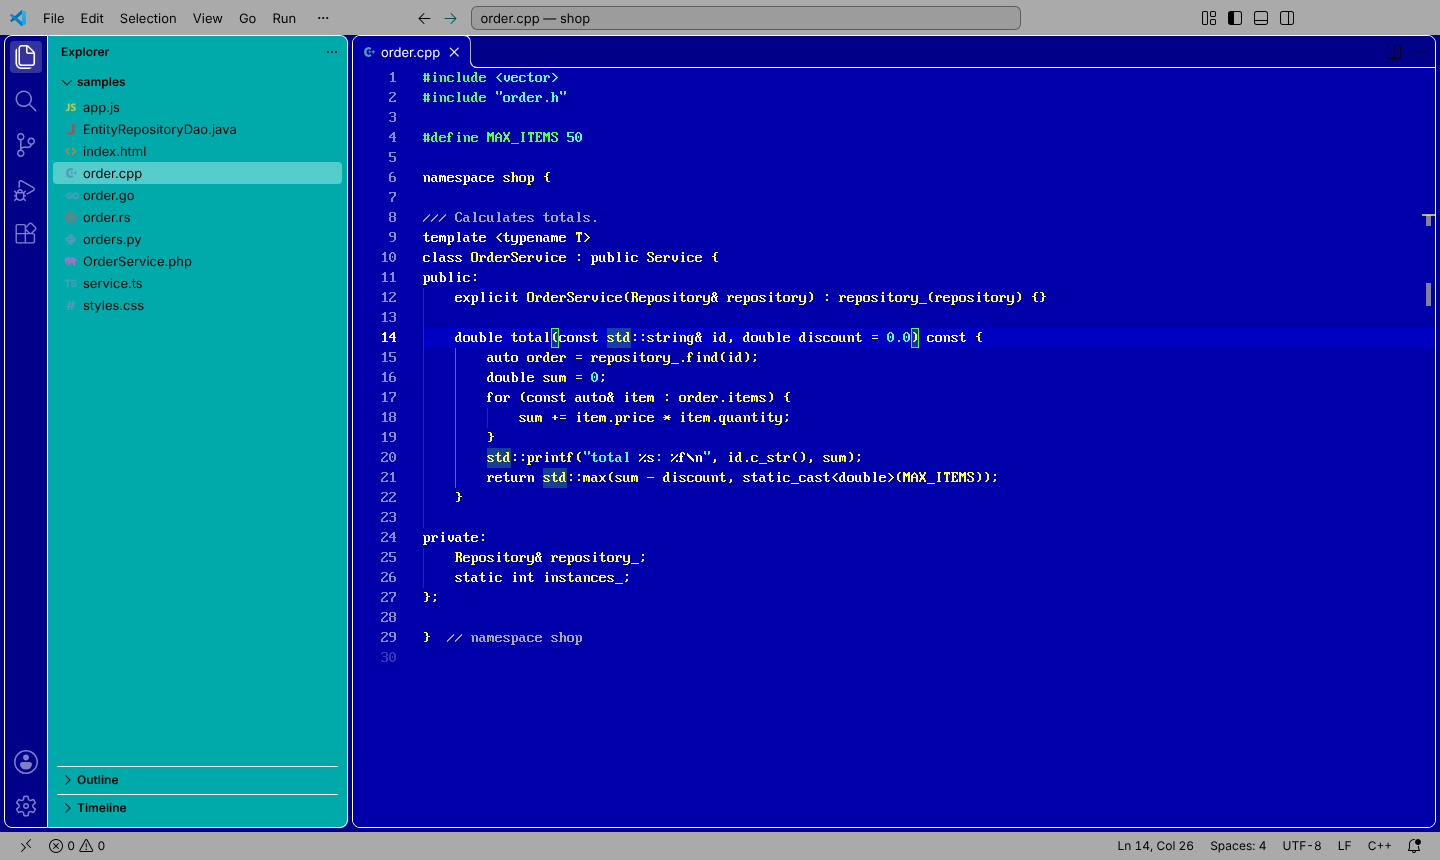 File Edit Selection View Go Run ···
order.cpp — shop
Explorer
samples
JS app.js
J EntityRepositoryDao.java
<> index.html
order.cpp
order.go
order.rs
orders.py
OrderService.php
TS service.ts
# styles.css
Outline
Timeline
order.cpp
1 #include <vector>
2 #include "order.h"
3
4 #define MAX_ITEMS 50
5
6 namespace shop {
7
8 /// Calculates totals.
9 template <typename T>
10 class OrderService : public Service {
11 public:
12     explicit OrderService(Repository& repository) : repository_(repository) {}
13
14     double total(const std::string& id, double discount = 0.0) const {
15         auto order = repository_.find(id);
16         double sum = 0;
17         for (const auto& item : order.items) {
18             sum += item.price * item.quantity;
19         }
20         std::printf("total %s: %f\n", id.c_str(), sum);
21         return std::max(sum - discount, static_cast<double>(MAX_ITEMS));
22     }
23
24 private:
25     Repository& repository_;
26     static int instances_;
27 };
28
29 }  // namespace shop
30
0 0
Ln 14, Col 26 Spaces: 4 UTF-8 LF C++